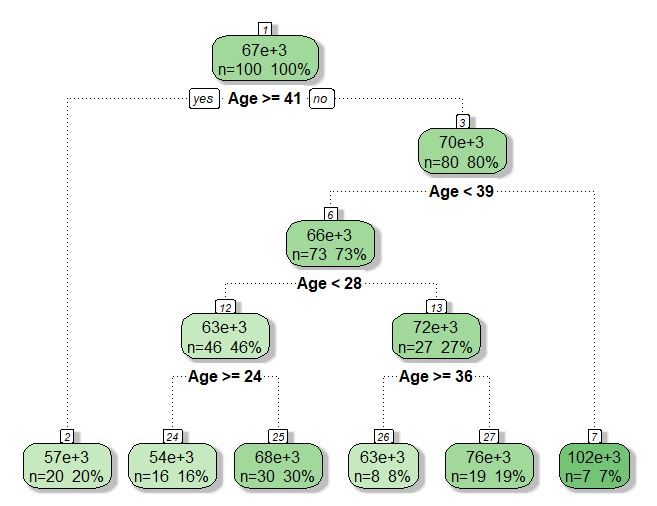 1
67e+3
n=100 100%
yes Age >= 41 no
3
70e+3
n=80 80%
Age < 39
6
66e+3
n=73 73%
Age < 28
12
63e+3
n=46 46%
13
72e+3
n=27 27%
Age >= 24
Age >= 36
2
57e+3
n=20 20%
24
54e+3
n=16 16%
25
68e+3
n=30 30%
26
63e+3
n=8 8%
27
76e+3
n=19 19%
7
102e+3
n=7 7%